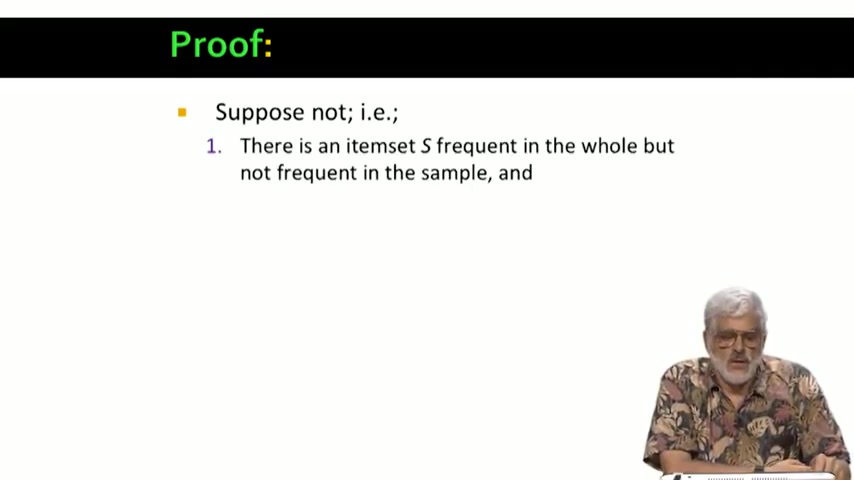 Proof:
Suppose not; i.e.;
1. There is an itemset S frequent in the whole but
not frequent in the sample, and